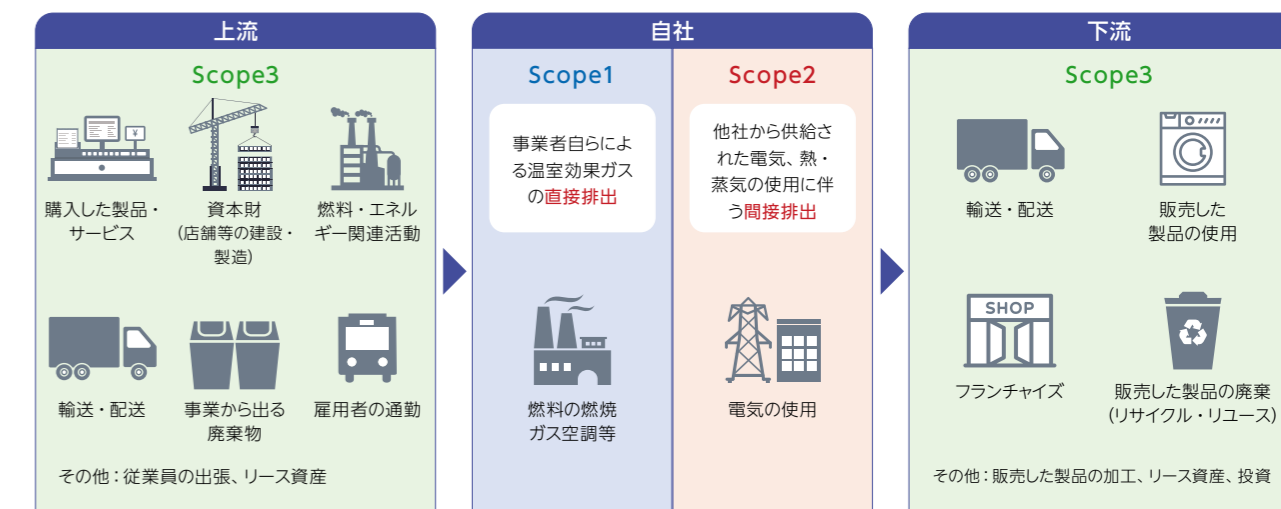 上流
Scope3
購入した製品・
サービス
資本財
(店舗等の建設・
製造)
燃料・エネル
ギー関連活動
輸送・配送
事業から出る
廃棄物
雇用者の通勤
その他：従業員の出張、リース資産
自社
Scope1
事業者自らによ
る温室効果ガス
の直接排出
燃料の燃焼
ガス空調等
Scope2
他社から供給さ
れた電気、熱・
蒸気の使用に伴
う間接排出
電気の使用
下流
Scope3
輸送・配送
販売した
製品の使用
SHOP
フランチャイズ
販売した製品の廃棄
(リサイクル・リユース)
その他：販売した製品の加工、リース資産、投資
¥